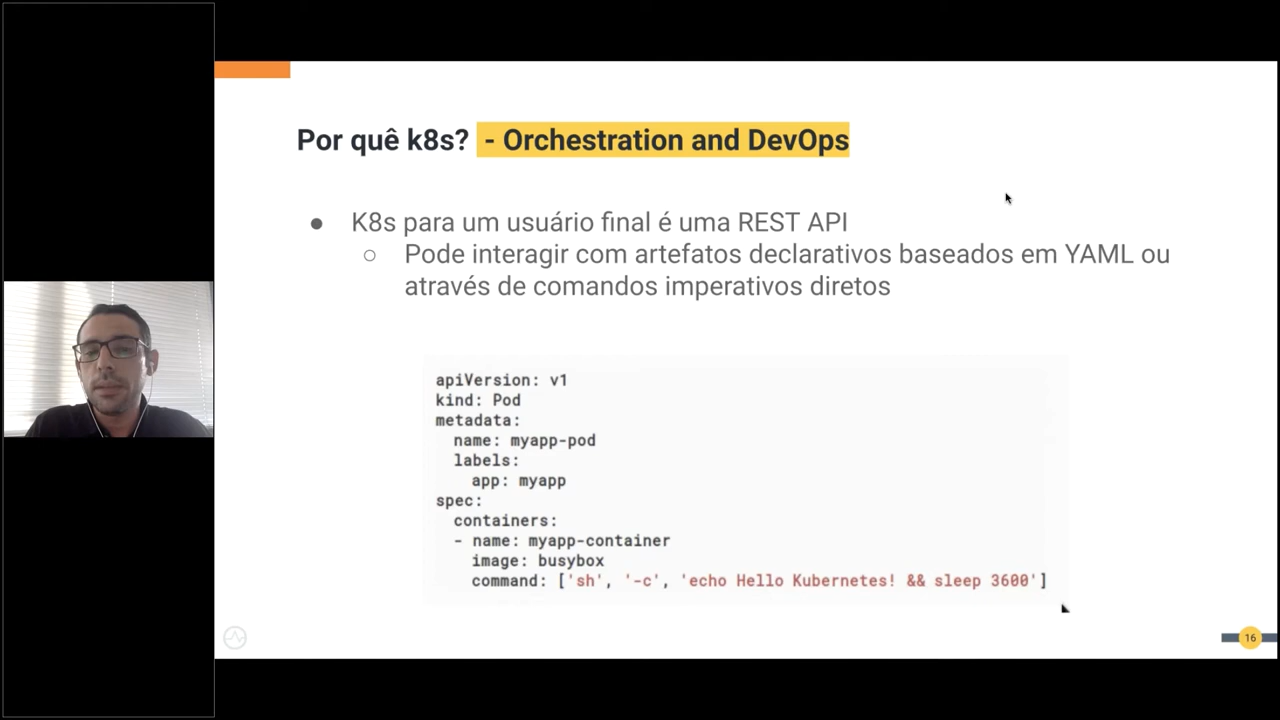 Por quê k8s? - Orchestration and DevOps
● K8s para um usuário final é uma REST API
○ Pode interagir com artefatos declarativos baseados em YAML ou
através de comandos imperativos diretos
apiVersion: v1
kind: Pod
metadata:
  name: myapp-pod
  labels:
    app: myapp
spec:
  containers:
  - name: myapp-container
    image: busybox
    command: ['sh', '-c', 'echo Hello Kubernetes! && sleep 3600']
16